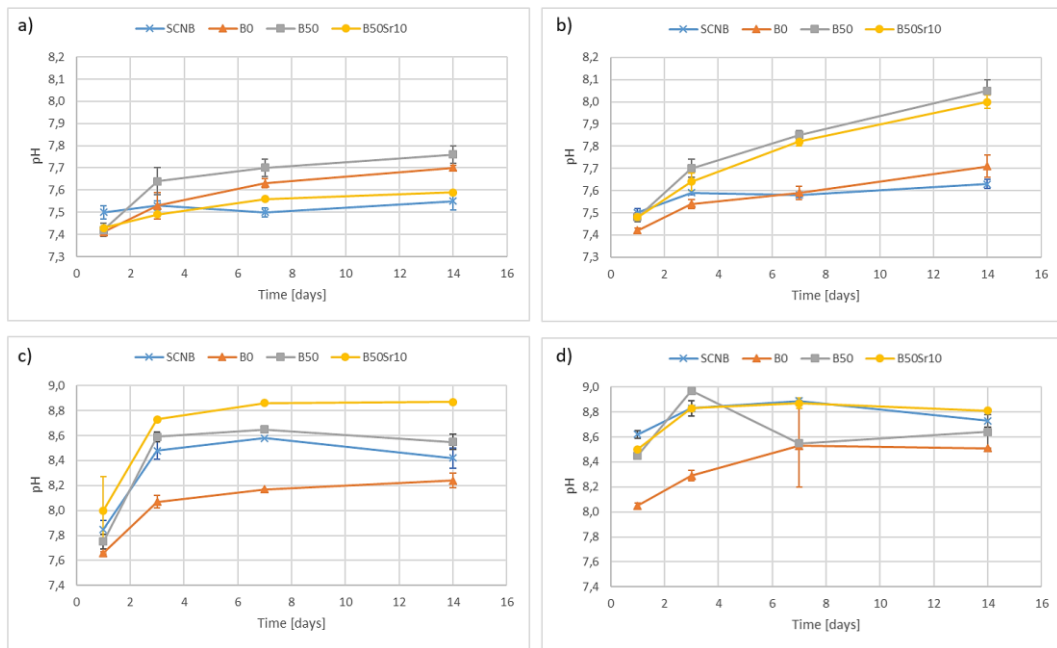 a)
SCNB B0 B50 B50Sr10
8,2
8,1
8,0
7,9
7,8
7,7
7,6
7,5
7,4
7,3
pH
0 2 4 6 8 10 12 14 16
Time [days]
b)
SCNB B0 B50 B50Sr10
8,2
8,1
8,0
7,9
7,8
7,7
7,6
7,5
7,4
7,3
pH
0 2 4 6 8 10 12 14 16
Time [days]
c)
SCNB B0 B50 B50Sr10
9,0
8,8
8,6
8,4
8,2
8,0
7,8
7,6
7,4
pH
0 2 4 6 8 10 12 14 16
Time [days]
d)
SCNB B0 B50 B50Sr10
9,0
8,8
8,6
8,4
8,2
8,0
7,8
7,6
7,4
pH
0 2 4 6 8 10 12 14 16
Time [days]